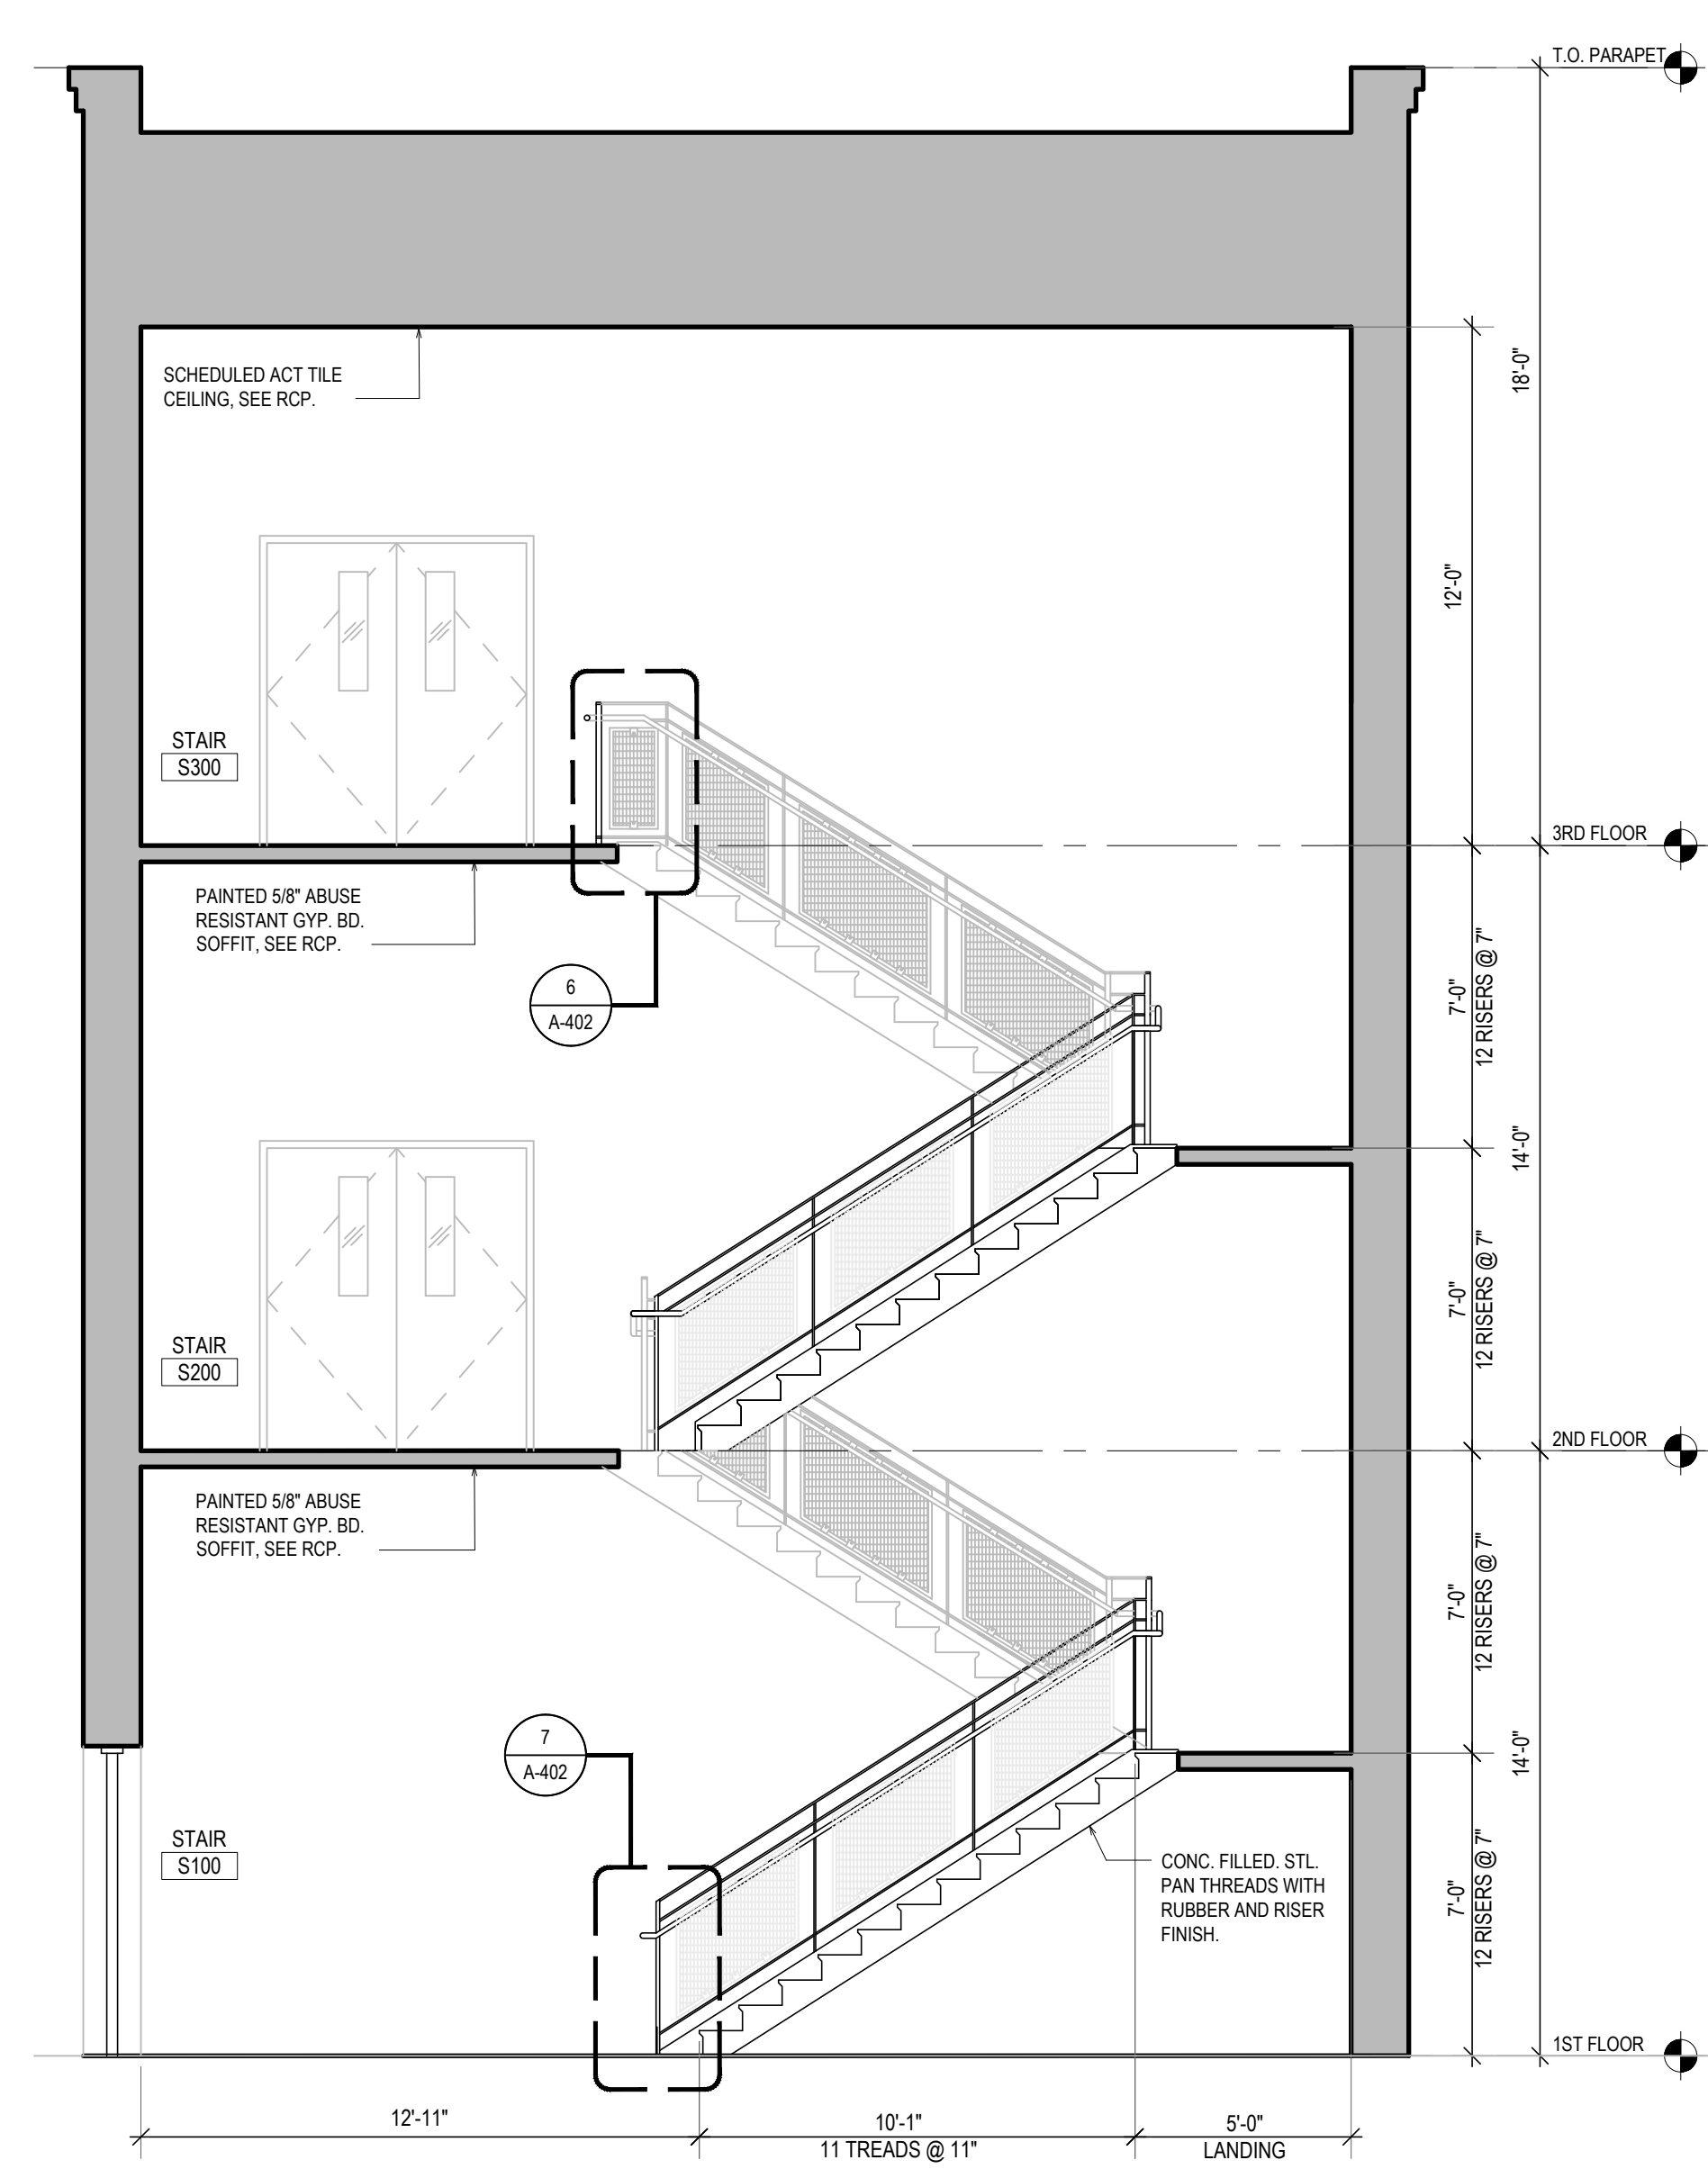 T.O. PARAPET
SCHEDULED ACT TILE
CEILING, SEE RCP.
18'-0"
12'-0"
STAIR
S300
3RD FLOOR
PAINTED 5/8" ABUSE
RESISTANT GYP. BD.
SOFFIT, SEE RCP.
6
A-402
7'-0"
12 RISERS @ 7"
14'-0"
7'-0"
12 RISERS @ 7"
STAIR
S200
2ND FLOOR
PAINTED 5/8" ABUSE
RESISTANT GYP. BD.
SOFFIT, SEE RCP.
7'-0"
12 RISERS @ 7"
14'-0"
7
A-402
STAIR
S100
CONC. FILLED. STL.
PAN THREADS WITH
RUBBER AND RISER
FINISH.
7'-0"
12 RISERS @ 7"
1ST FLOOR
12'-11"
10'-1"
11 TREADS @ 11"
5'-0"
LANDING